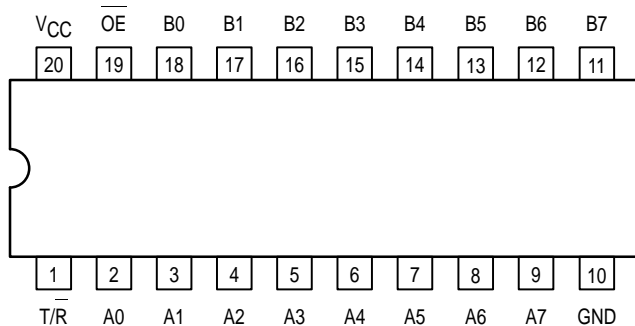 VCC OE B0 B1 B2 B3 B4 B5 B6 B7
20 19 18 17 16 15 14 13 12 11
1 2 3 4 5 6 7 8 9 10
T/R A0 A1 A2 A3 A4 A5 A6 A7 GND